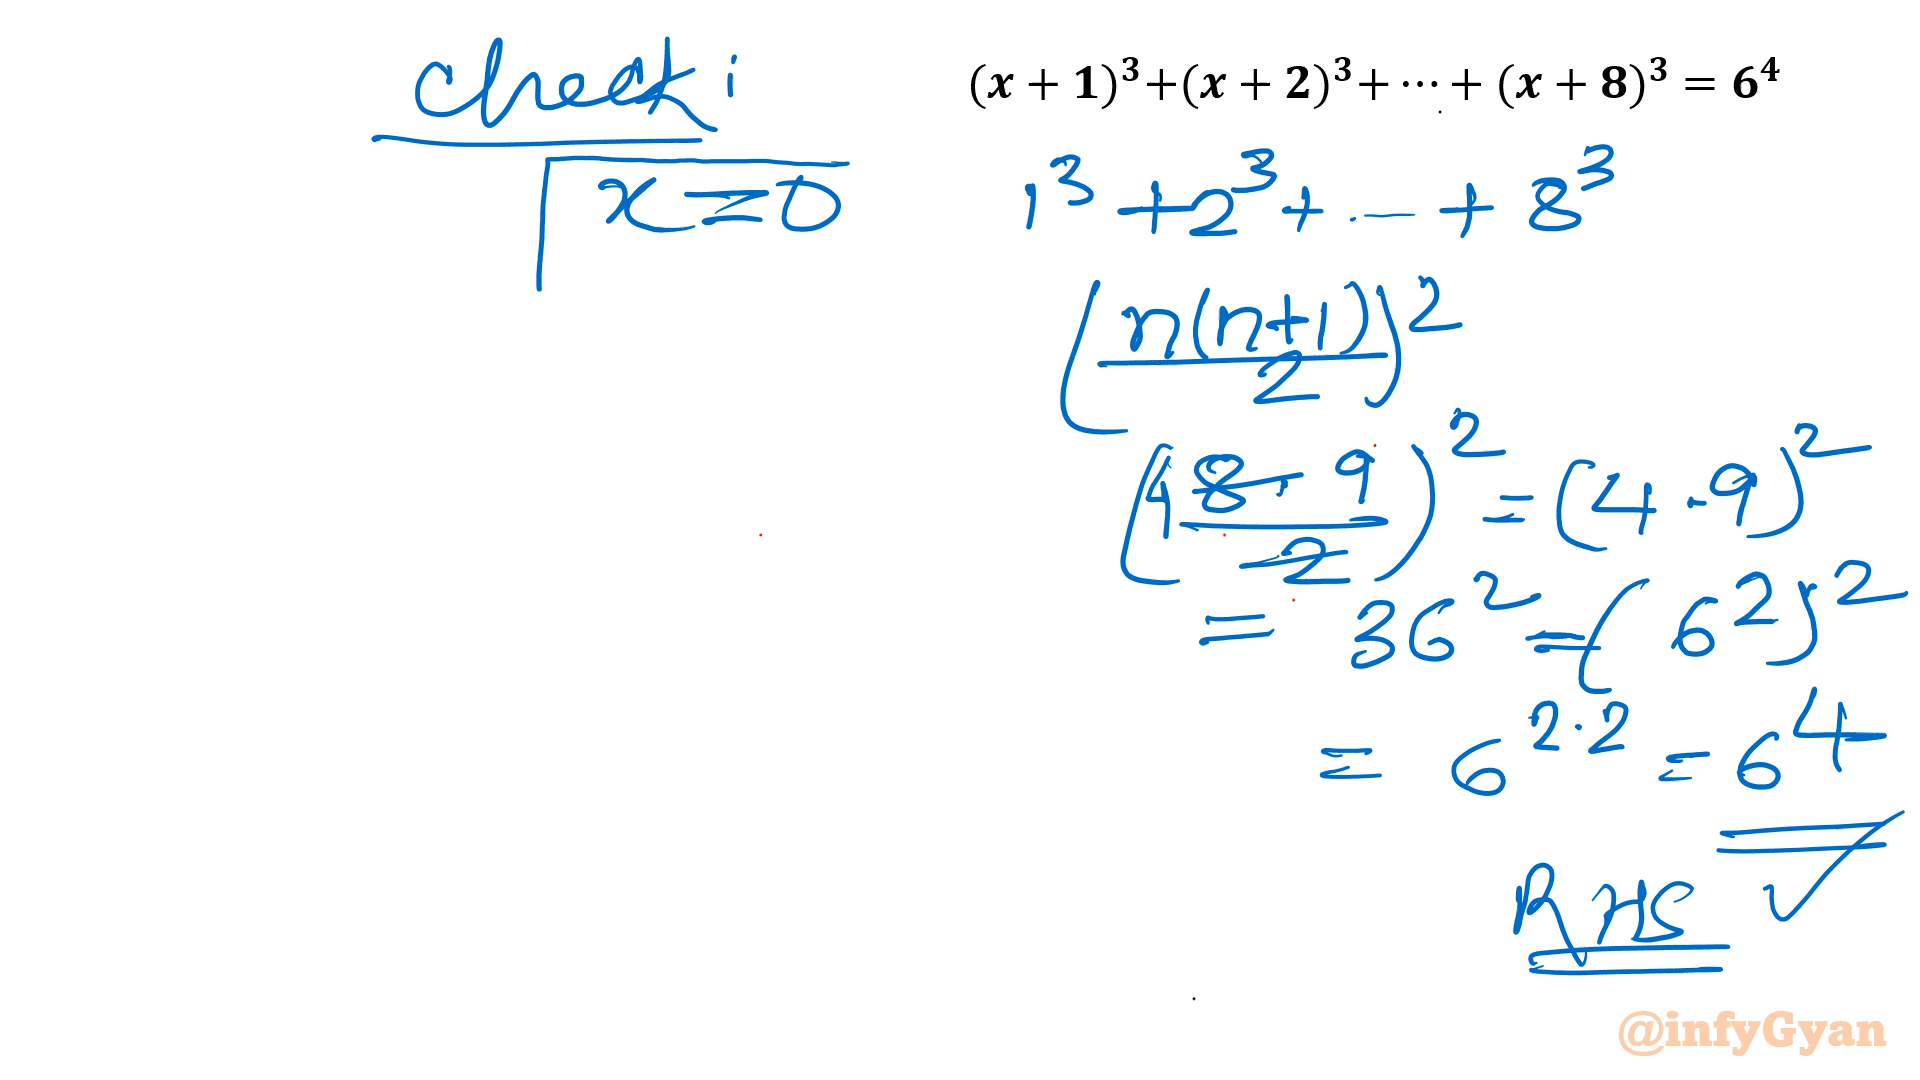 check :
x = 0
(x + 1)³+(x + 2)³+ ⋯ + (x + 8)³ = 6⁴
1³ + 2³ + . — + 8³
(n(n+1)/2)²
(4 8 · 9 / 2)² = (4 · 9)²
= 36² = (6²)²
= 6^(2·2) = 6⁴
RHS ✓
@infyGyan